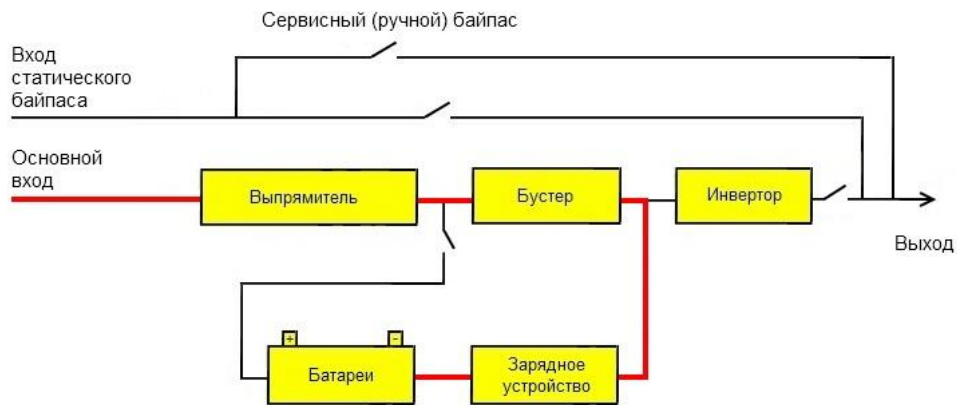 Сервисный (ручной) байпас
Вход
статического
байпаса
Основной
вход
Выпрямитель
Бустер
Инвертор
Выход
+
-
Батареи
Зарядное
устройство